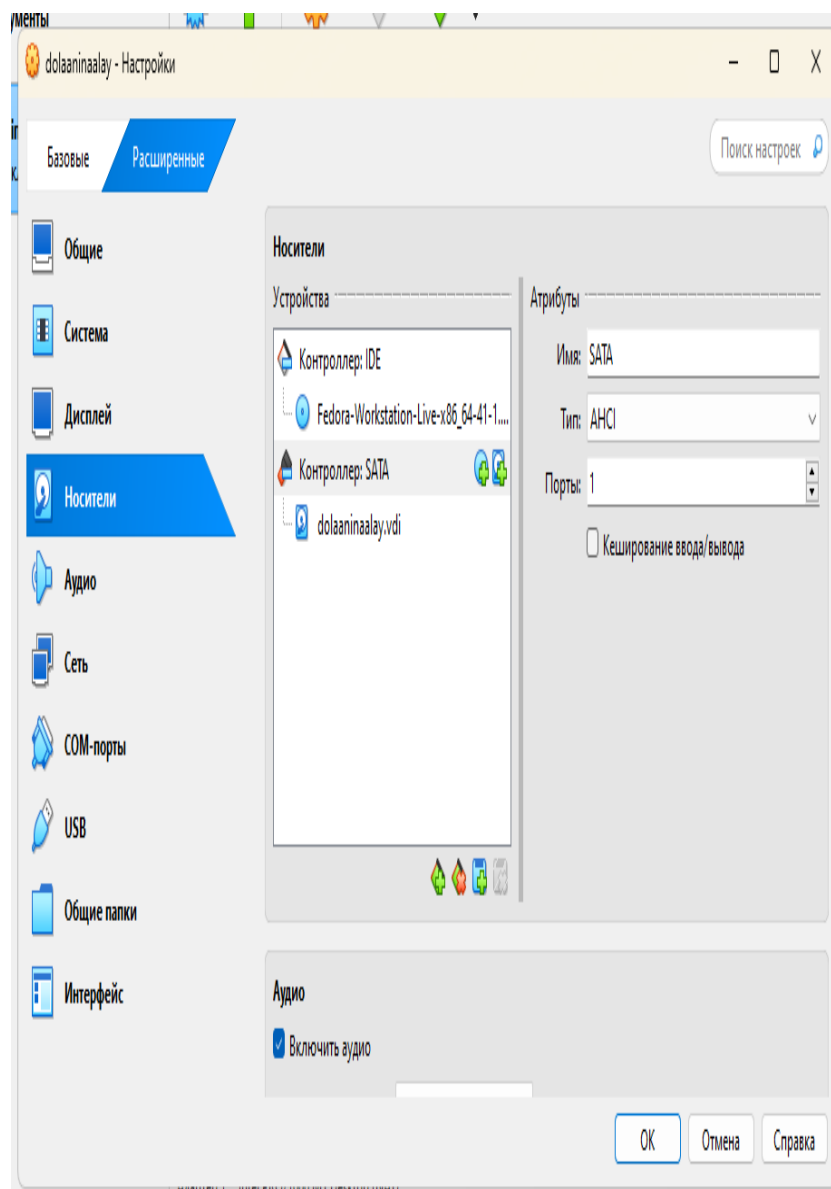 ументы
dolaaninaalay - Настройки
Базовые
Расширенные
Поиск настроек
Общие
Система
Дисплей
Носители
Аудио
Сеть
COM-порты
USB
Общие папки
Интерфейс
Носители
Устройства
Контроллер: IDE
Fedora-Workstation-Live-x86_64-41-1....
Контроллер: SATA
dolaaninaalay.vdi
Атрибуты
Имя: SATA
Тип: AHCI
Порты: 1
Кеширование ввода/вывода
Аудио
Включить аудио
OK
Отмена
Справка